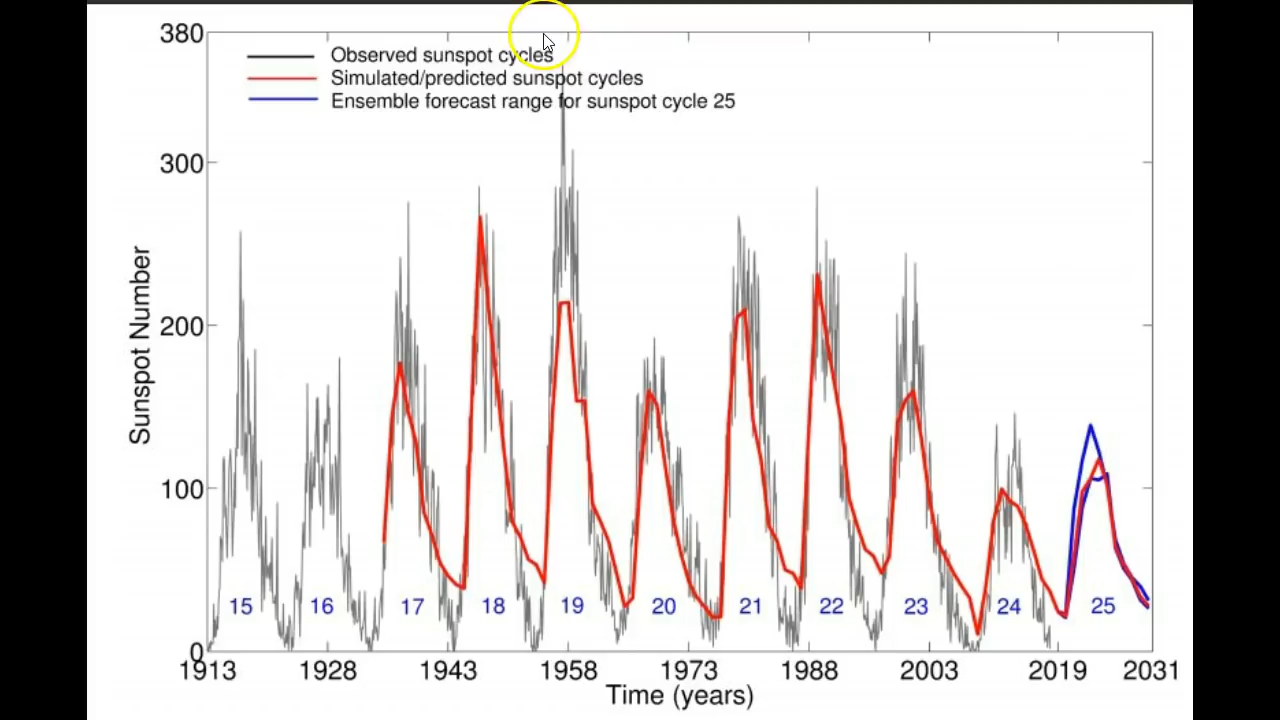 380
Observed sunspot cycles
Simulated/predicted sunspot cycles
Ensemble forecast range for sunspot cycle 25
300
200
100
0
Sunspot Number
15 16 17 18 19 20 21 22 23 24 25
1913 1928 1943 1958 1973 1988 2003 2019 2031
Time (years)